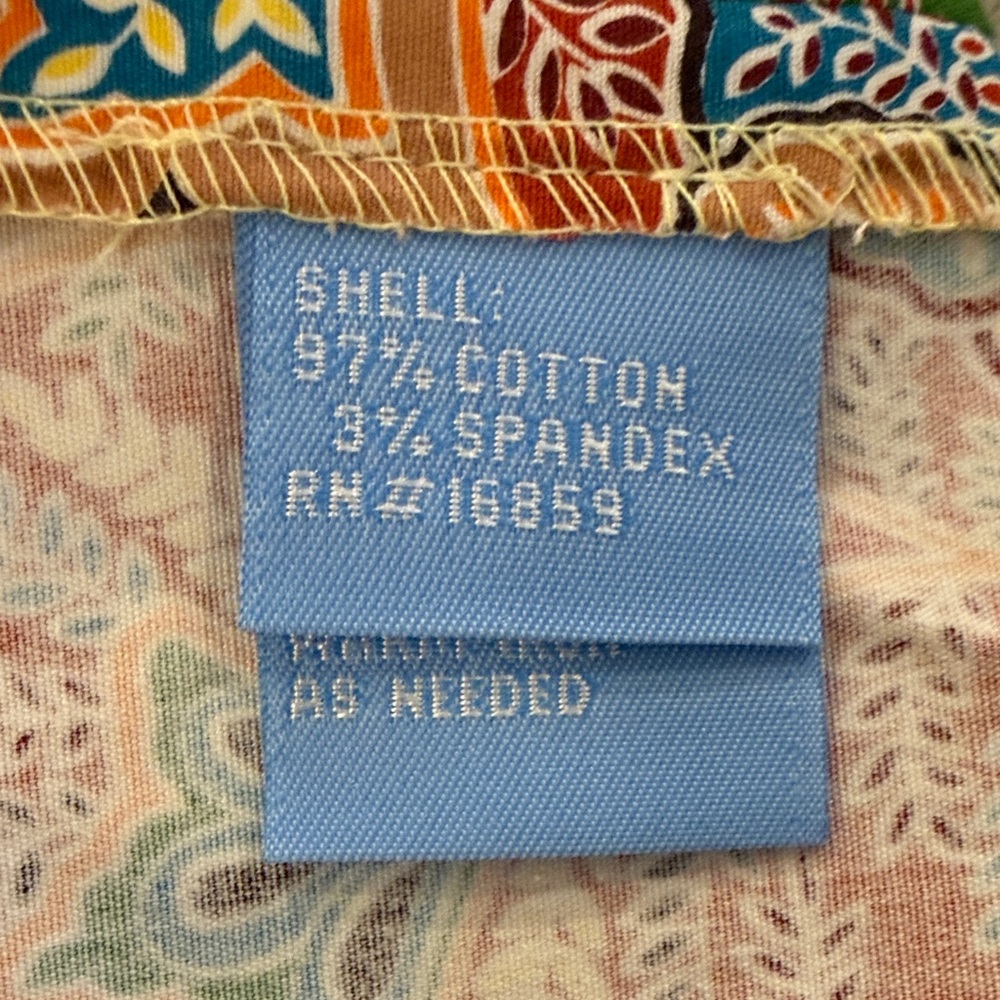 SHELL:
97% COTTON
3% SPANDEX
RN # 16859
AS NEEDED